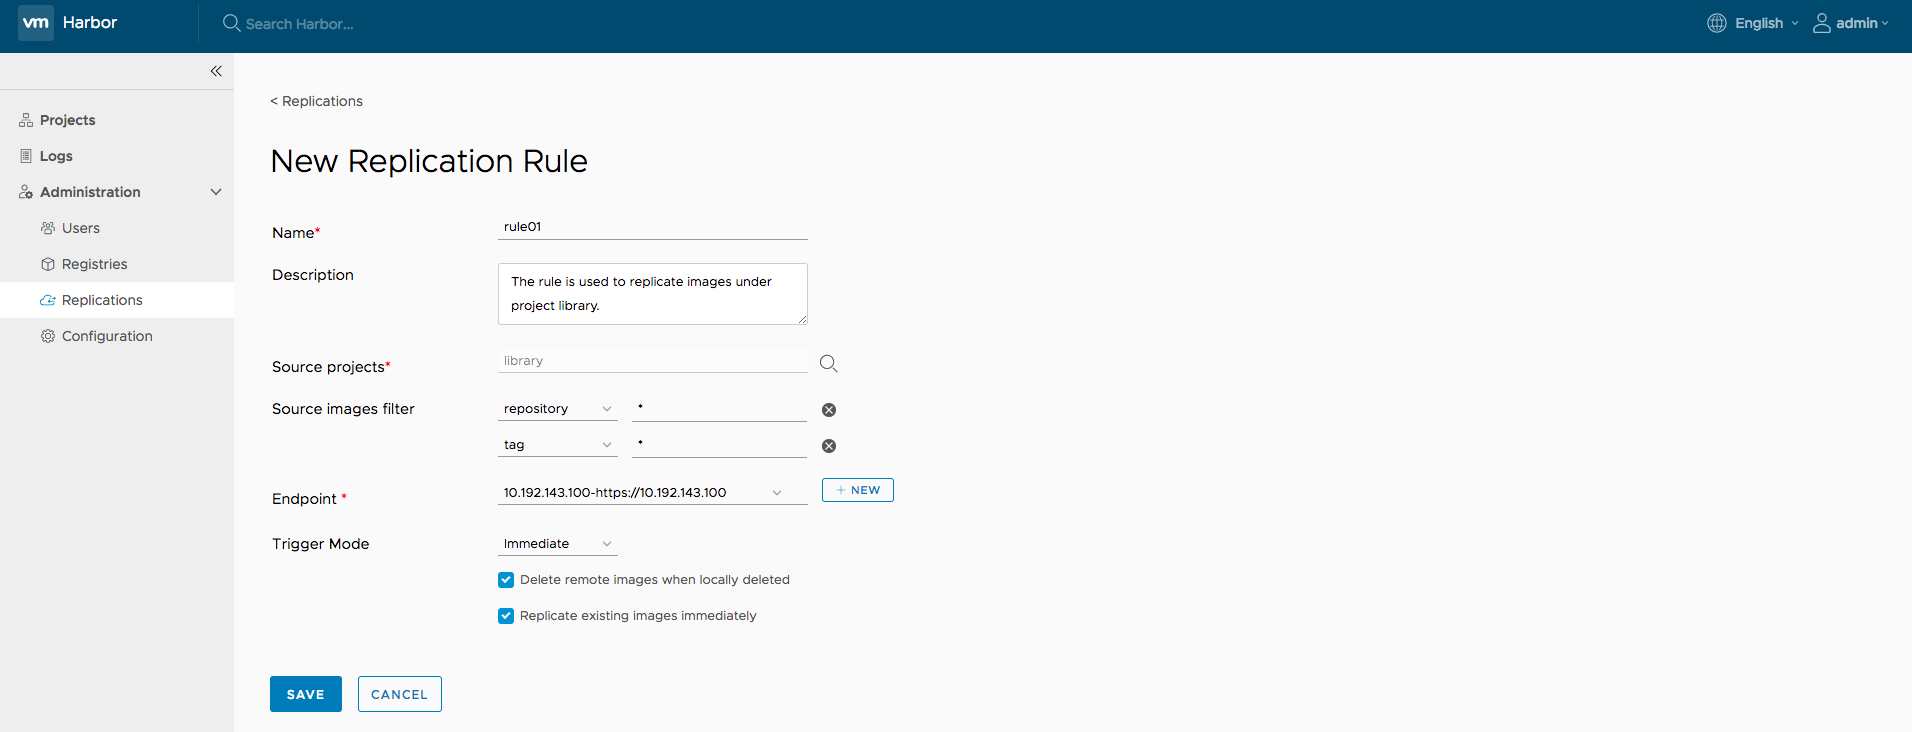 vm Harbor
Search Harbor...
English
admin
Projects
Logs
Administration
Users
Registries
Replications
Configuration
< Replications
New Replication Rule
Name*
rule01
Description
The rule is used to replicate images under
project library.
Source projects*
library
Source images filter
repository
*
tag
*
Endpoint *
10.192.143.100-https://10.192.143.100
+ NEW
Trigger Mode
Immediate
Delete remote images when locally deleted
Replicate existing images immediately
SAVE
CANCEL